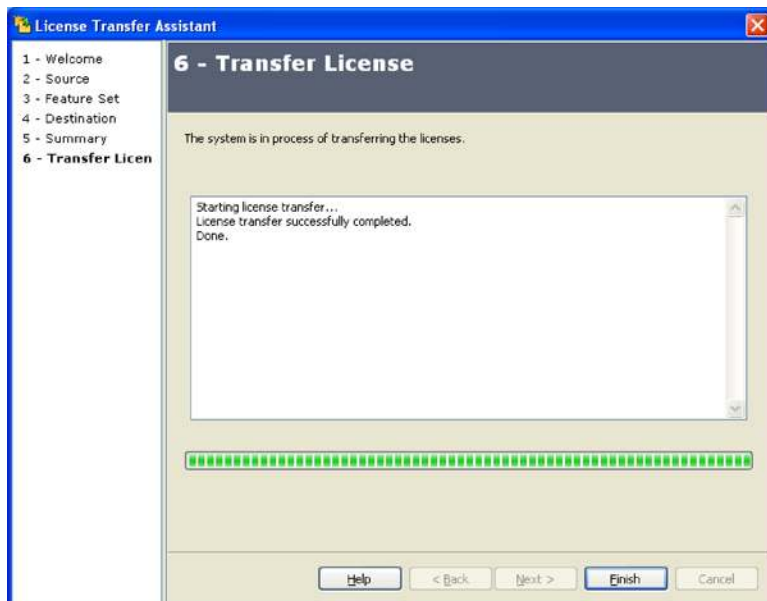 License Transfer Assistant
1 - Welcome
2 - Source
3 - Feature Set
4 - Destination
5 - Summary
6 - Transfer Licen
6 - Transfer License
The system is in process of transferring the licenses.
Starting license transfer...
License transfer successfully completed.
Done.
Help
< Back
Next >
Finish
Cancel